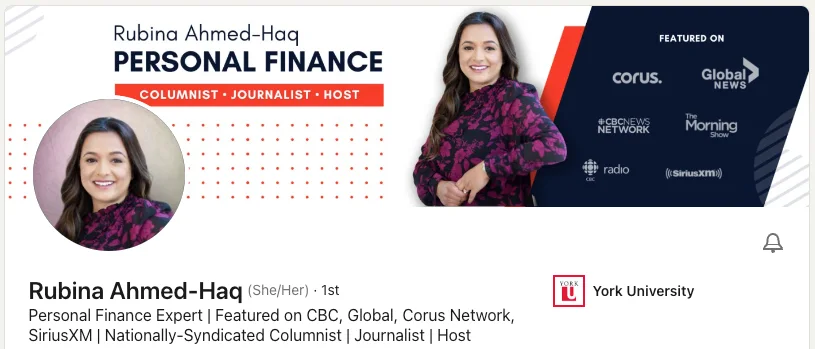 Rubina Ahmed-Haq
PERSONAL FINANCE
COLUMNIST • JOURNALIST • HOST
FEATURED ON
corus.
Global
NEWS
CBCNEWS
NETWORK
The
Morning
Show
CBC
radio
((SiriusXM))
Rubina Ahmed-Haq (She/Her) · 1st
Personal Finance Expert | Featured on CBC, Global, Corus Network,
SiriusXM | Nationally-Syndicated Columnist | Journalist | Host
YORK
U
York University